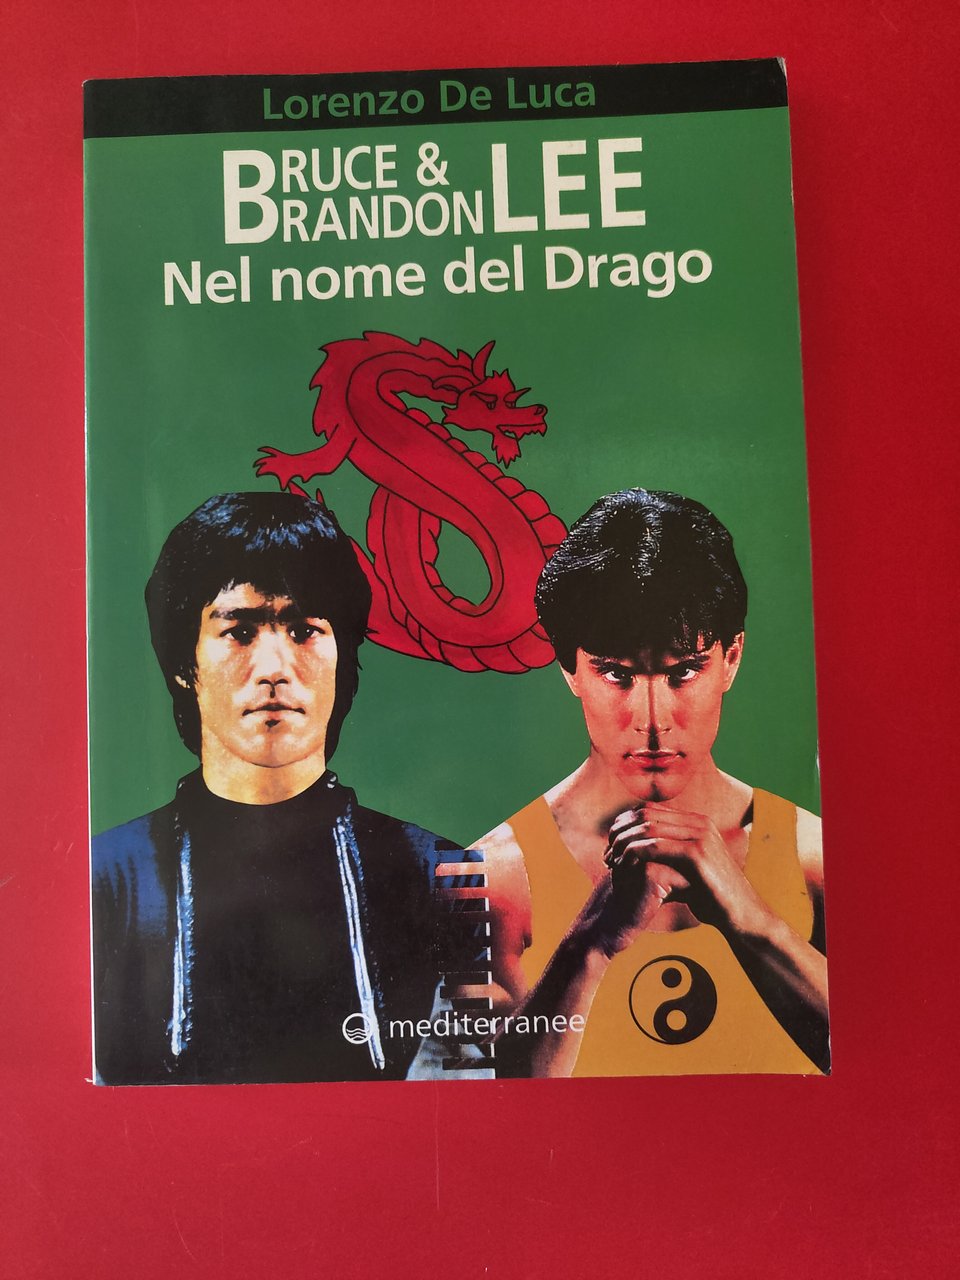 Lorenzo De Luca
BRUCE &
BRANDON LEE
Nel nome del Drago
mediterranee